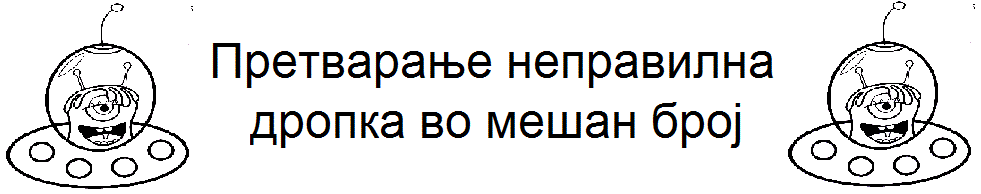 Претварање неправилна
дропка во мешан број